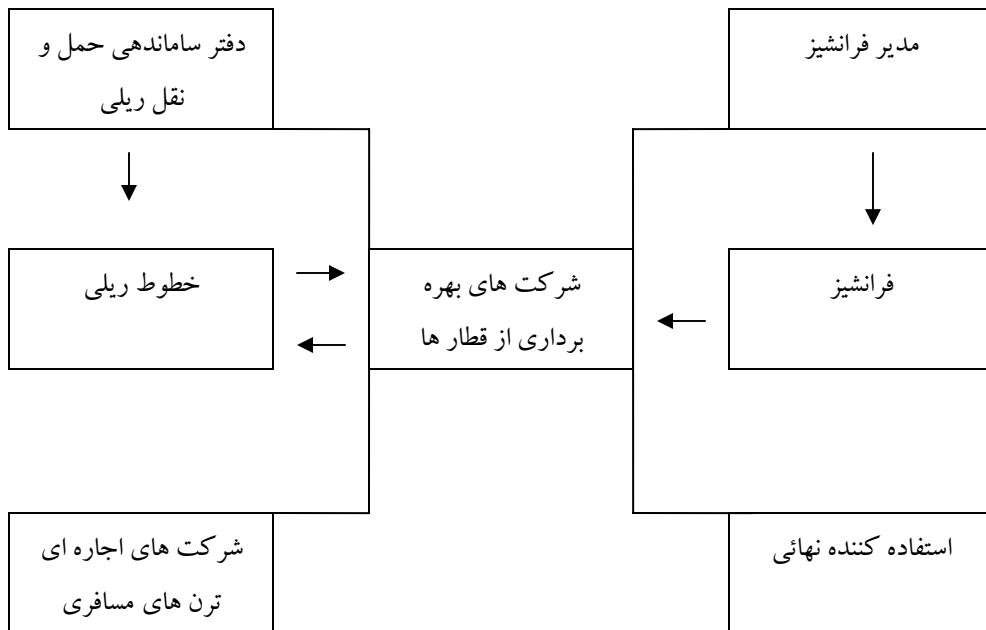 مدیر فرانشیز
دفتر ساماندهی حمل و
نقل ریلی
فرانشیز
شرکت های بهره
برداری از قطار ها
خطوط ریلی
استفاده کننده نهائی
شرکت های اجاره ای
ترن های مسافری